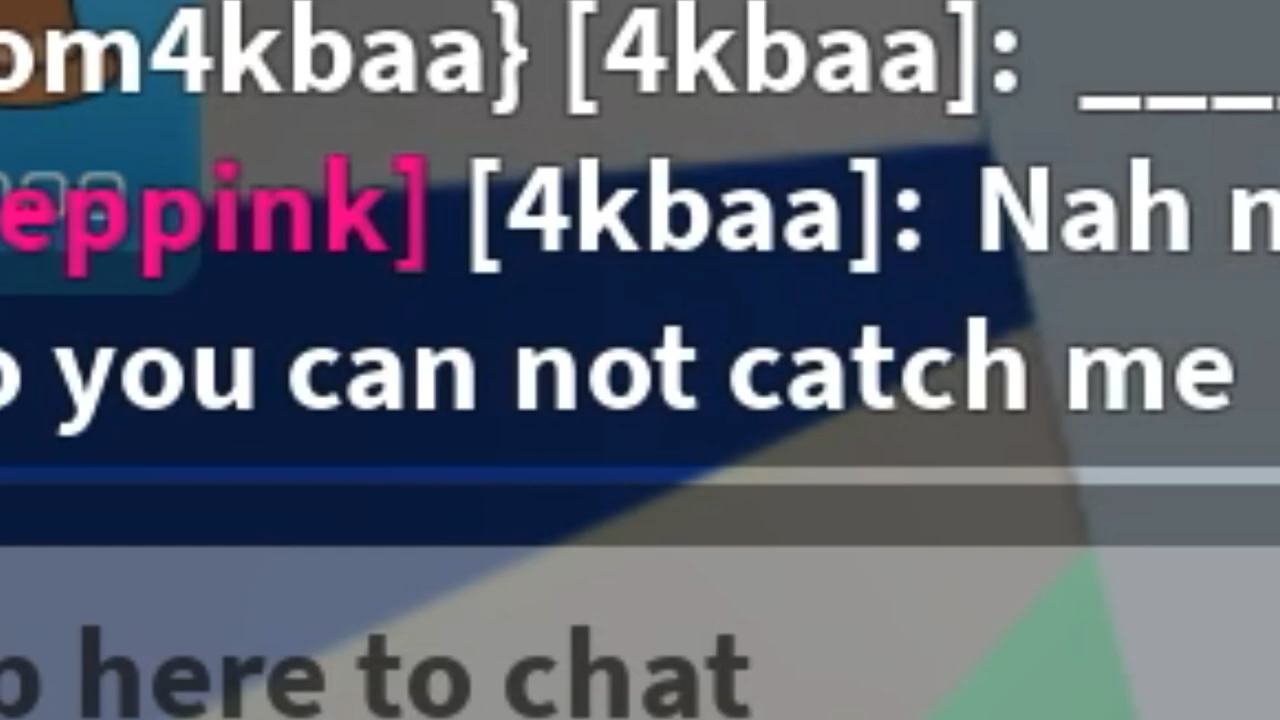 om4kbaa} [4kbaa]: ____
eppink] [4kbaa]: Nah n
o you can not catch me
p here to chat